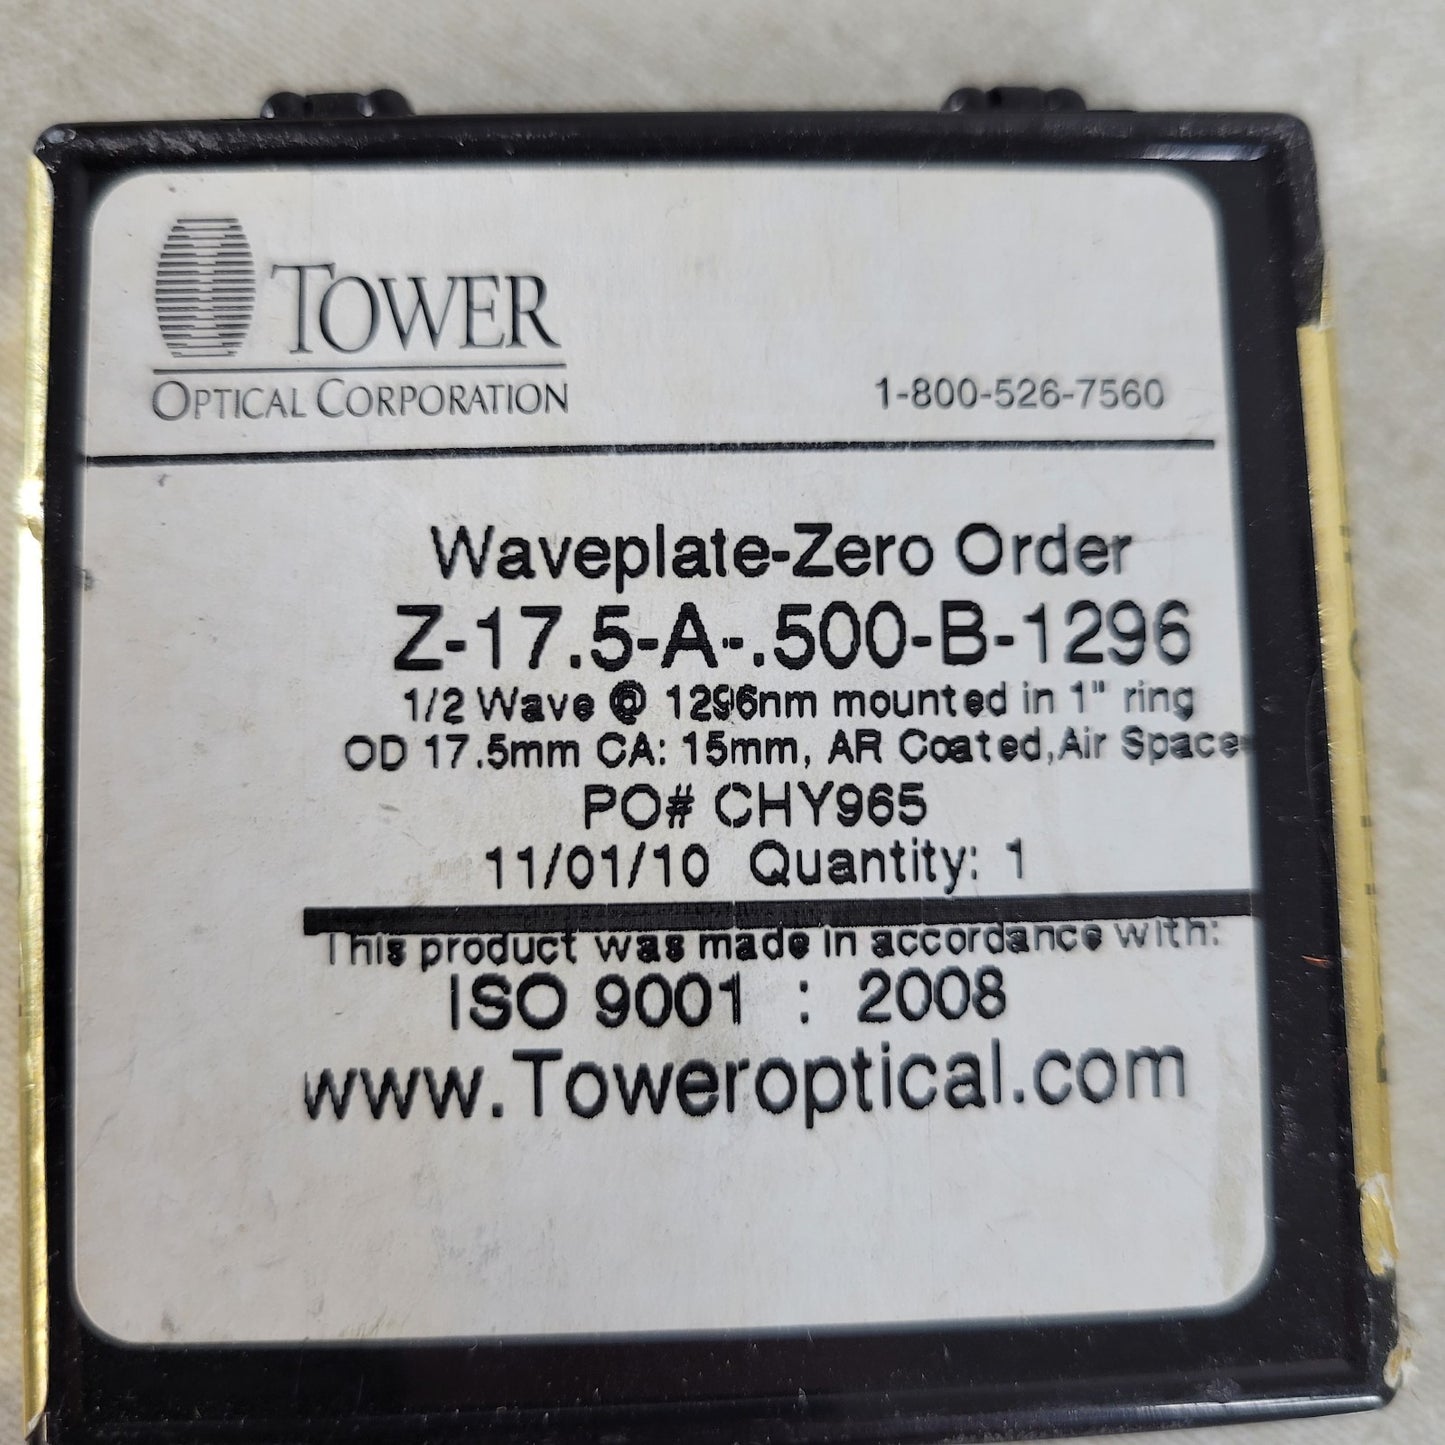 TOWER
OPTICAL CORPORATION
1-800-526-7560
Waveplate-Zero Order
Z-17.5-A-.500-B-1296
1/2 Wave @ 1296nm mounted in 1" ring
OD 17.5mm CA: 15mm, AR Coated,Air Space
PO# CHY965
11/01/10 Quantity: 1
This product was made in accordance with:
ISO 9001 : 2008
www.Toweroptical.com